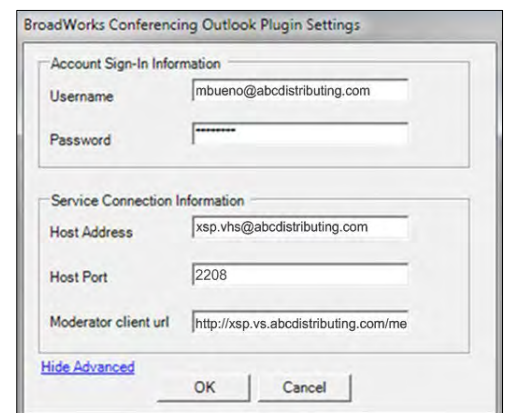 BroadWorks Conferencing Outlook Plugin Settings
Account Sign-In Information
Username mbueno@abcdistributing.com
Password ••••••••
Service Connection Information
Host Address xsp.vhs@abcdistributing.com
Host Port 2208
Moderator client url http://xsp.vs.abcdistributing.com/me
Hide Advanced
OK Cancel